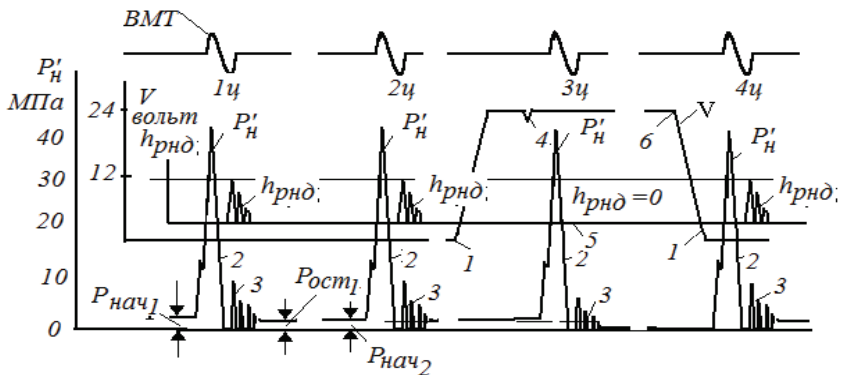 ВМТ
P'н
МПа
40
30
20
10
0
V
вольт
24
12
hрнд
1ц
2ц
3ц
4ц
P'н
P'н
P'н
P'н
4
6
V
hрнд
hрнд
hрнд =0
hрнд
5
1
1
2
2
2
2
3
3
3
3
Pнач1
Pост1
Pнач2